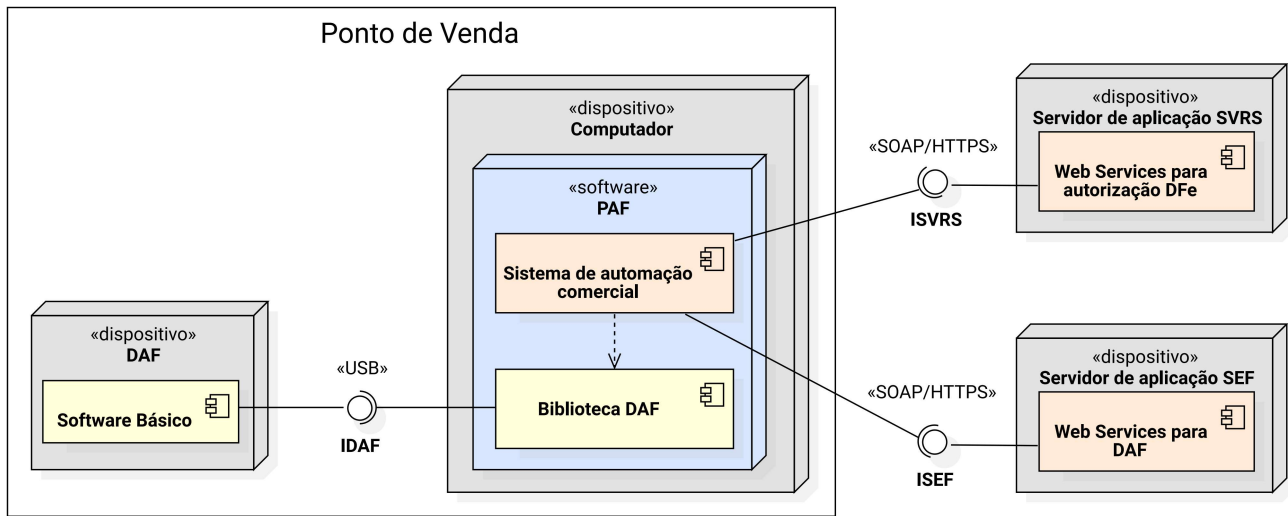 Ponto de Venda
«dispositivo»
Computador
«software»
PAF
Sistema de automação
comercial
Biblioteca DAF
«dispositivo»
DAF
Software Básico
«USB»
IDAF
«SOAP/HTTPS»
ISVRS
«dispositivo»
Servidor de aplicação SVRS
Web Services para
autorização DFe
«SOAP/HTTPS»
ISEF
«dispositivo»
Servidor de aplicação SEF
Web Services para
DAF